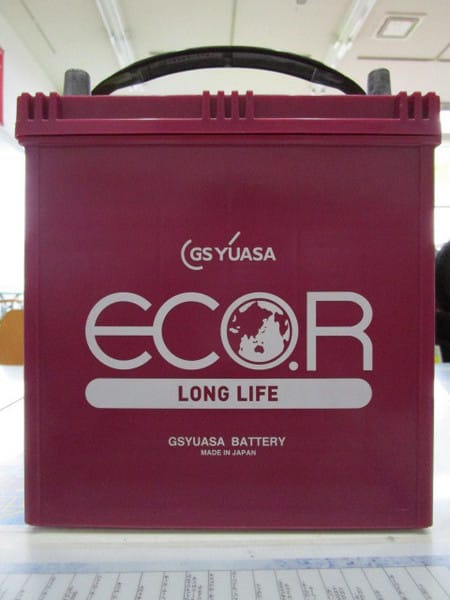 GS YUASA
ECO.R
LONG LIFE
GSYUASA BATTERY
MADE IN JAPAN